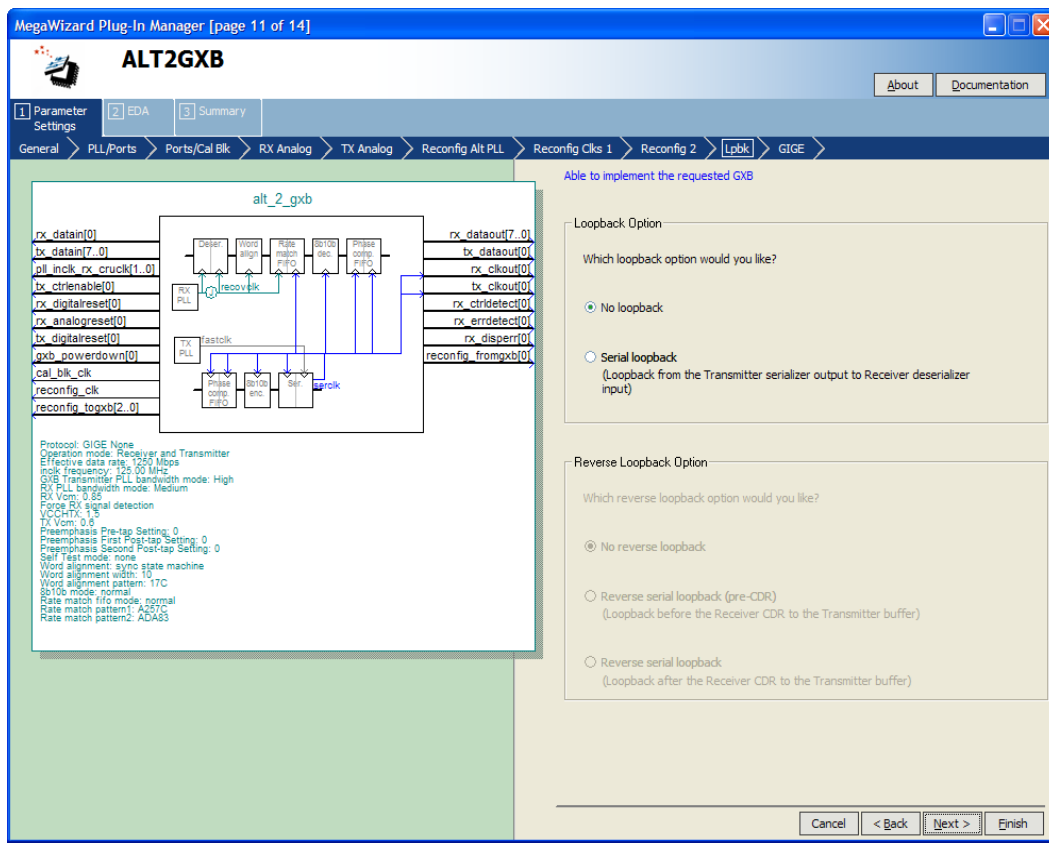 MegaWizard Plug-In Manager [page 11 of 14]
ALT2GXB
About
Documentation
1 Parameter Settings
2 EDA
3 Summary
General
PLL/Ports
Ports/Cal Blk
RX Analog
TX Analog
Reconfig Alt PLL
Reconfig Clks 1
Reconfig 2
Lpbk
GIGE
alt_2_gxb
rx_datain[0]
tx_datain[7..0]
pll_inclk_rx_cruclk[1..0]
tx_ctrlenable[0]
rx_digitalreset[0]
rx_analogreset[0]
tx_digitalreset[0]
gxb_powerdown[0]
cal_blk_clk
reconfig_clk
reconfig_togxb[2..0]
Deser.
Word align
Rate match FIFO
8b10b dec.
Phase comp. FIFO
RX PLL
recovclk
TX PLL
fastclk
Phase comp. FIFO
8b10b enc.
Ser.
serclk
rx_dataout[7..0]
tx_dataout[0]
rx_clkout[0]
tx_clkout[0]
rx_ctrldetect[0]
rx_errdetect[0]
rx_disperr[0]
reconfig_fromgxb[0]
Protocol: GIGE None
Operation mode: Receiver and Transmitter
Effective data rate: 1250 Mbps
inclk frequency: 125.00 MHz
GXB Transmitter PLL bandwidth mode: High
RX PLL bandwidth mode: Medium
RX Vcm: 0.85
Force RX signal detection
VCCHTX: 1.5
TX Vcm: 0.6
Preemphasis Pre-tap Setting: 0
Preemphasis First Post-tap Setting: 0
Preemphasis Second Post-tap Setting: 0
Self Test mode: none
Word alignment: sync state machine
Word alignment width: 10
Word alignment pattern: 17C
8b10b mode: normal
Rate match fifo mode: normal
Rate match pattern1: A257C
Rate match pattern2: ADA83
Able to implement the requested GXB
Loopback Option
Which loopback option would you like?
No loopback
Serial loopback
(Loopback from the Transmitter serializer output to Receiver deserializer
input)
Reverse Loopback Option
Which reverse loopback option would you like?
No reverse loopback
Reverse serial loopback (pre-CDR)
(Loopback before the Receiver CDR to the Transmitter buffer)
Reverse serial loopback
(Loopback after the Receiver CDR to the Transmitter buffer)
Cancel
< Back
Next >
Finish